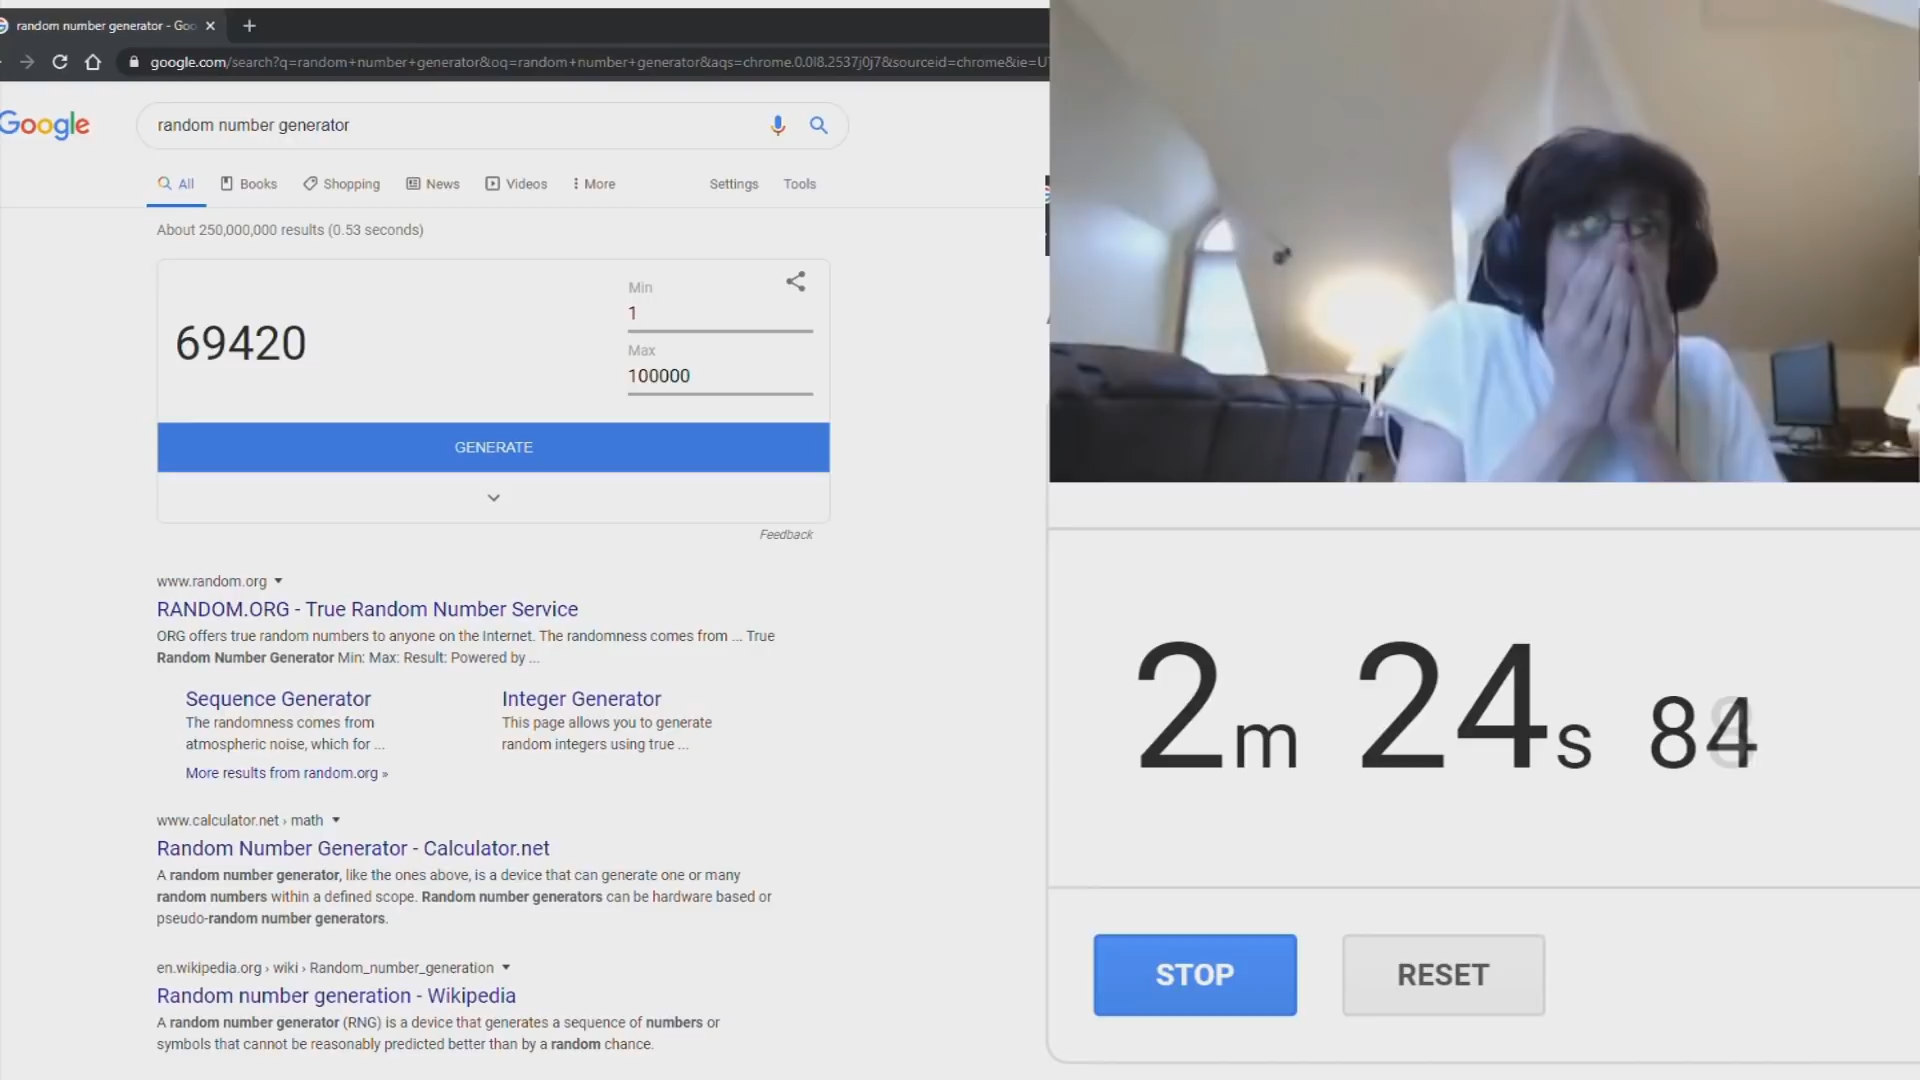 random number generator - Goo
google.com/search?q=random+number+generator&oq=random+number+generator&aqs=chrome.0.0l8.2537j0j7&sourceid=chrome&ie=U
Google
random number generator
All Books Shopping News Videos More Settings Tools
About 250,000,000 results (0.53 seconds)
Min
1
69420
Max
100000
GENERATE
Feedback
www.random.org
RANDOM.ORG - True Random Number Service
ORG offers true random numbers to anyone on the Internet. The randomness comes from ... True
Random Number Generator Min: Max: Result: Powered by ...
Sequence Generator
The randomness comes from
atmospheric noise, which for ...
More results from random.org »
Integer Generator
This page allows you to generate
random integers using true ...
www.calculator.net › math
Random Number Generator - Calculator.net
A random number generator, like the ones above, is a device that can generate one or many
random numbers within a defined scope. Random number generators can be hardware based or
pseudo-random number generators.
en.wikipedia.org › wiki › Random_number_generation
Random number generation - Wikipedia
A random number generator (RNG) is a device that generates a sequence of numbers or
symbols that cannot be reasonably predicted better than by a random chance.
2m 24s 84
STOP
RESET